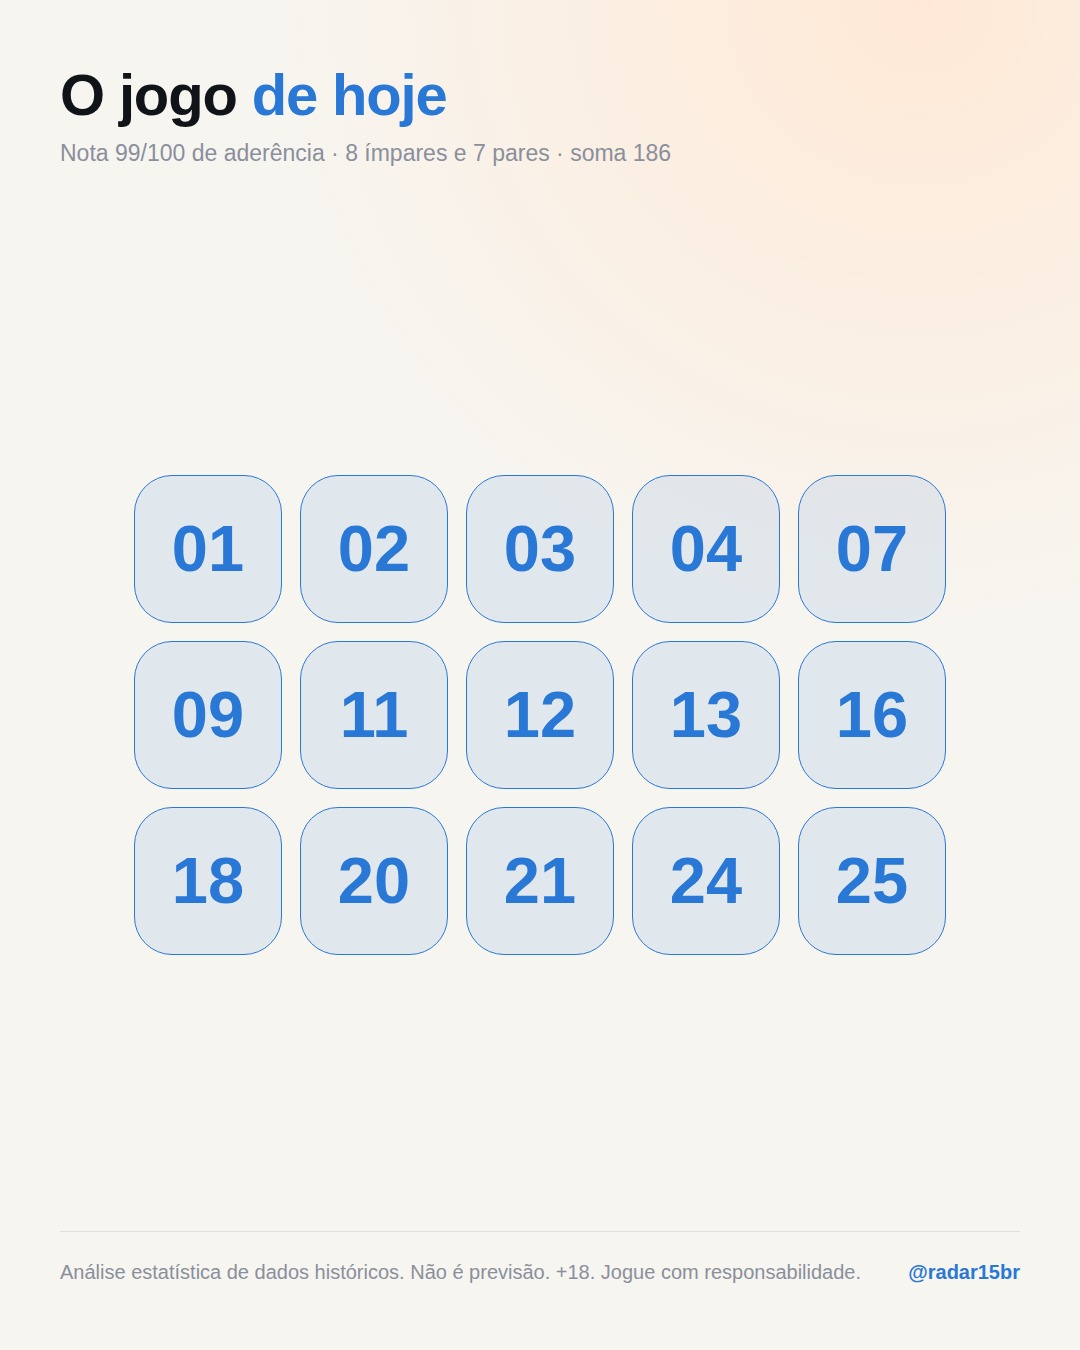 O jogo de hoje
Nota 99/100 de aderência · 8 ímpares e 7 pares · soma 186
01 02 03 04 07
09 11 12 13 16
18 20 21 24 25
Análise estatística de dados históricos. Não é previsão. +18. Jogue com responsabilidade. @radar15br